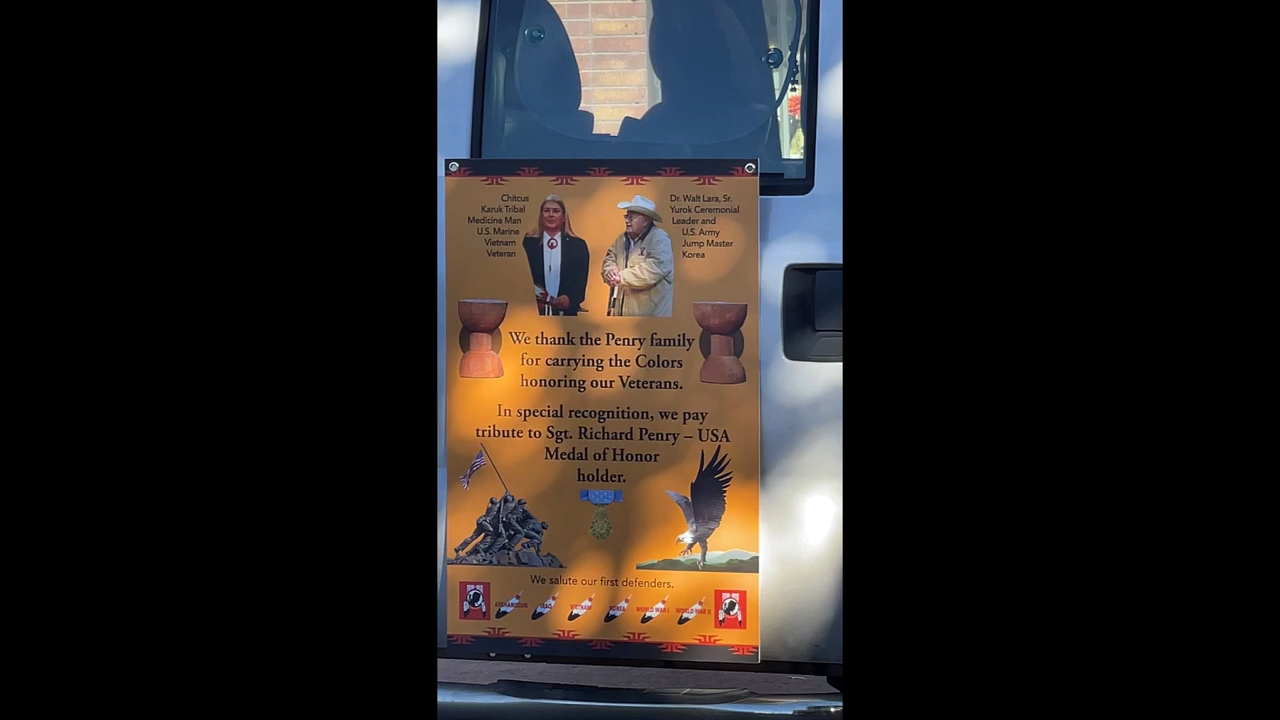 Chitcus
Karuk Tribal
Medicine Man
U.S. Marine
Vietnam
Veteran
Dr. Walt Lara, Sr.
Yurok Ceremonial
Leader and
U.S. Army
Jump Master
Korea
We thank the Penry family
for carrying the Colors
honoring our Veterans.
In special recognition, we pay
tribute to Sgt. Richard Penry – USA
Medal of Honor
holder.
We salute our first defenders.
AFGHANISTAN
IRAQ
VIETNAM
KOREA
WORLD WAR I
WORLD WAR II